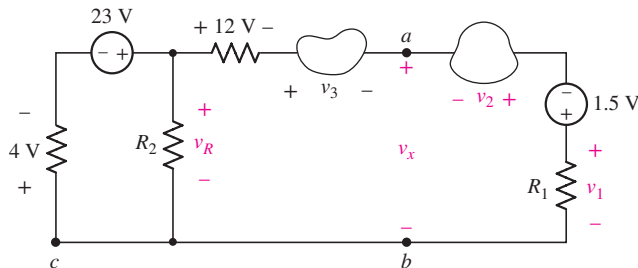 23 V
− +
+ 12 V −
a
+ v3 −
+
− v2 +
−
+
1.5 V
−
4 V
+
R2
+
vR
−
vx
R1
+
v1
−
−
c
b